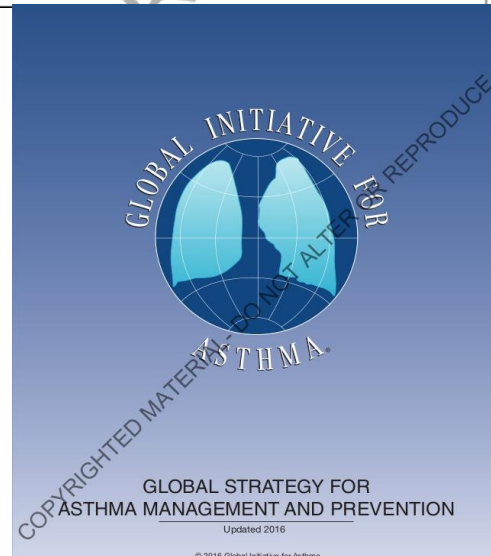 GLOBAL INITIATIVE FOR
ASTHMA
COPYRIGHTED MATERIAL- DO NOT ALTER OR REPRODUCE
GLOBAL STRATEGY FOR
ASTHMA MANAGEMENT AND PREVENTION
Updated 2016
© 2016 Global Initiative for Asthma